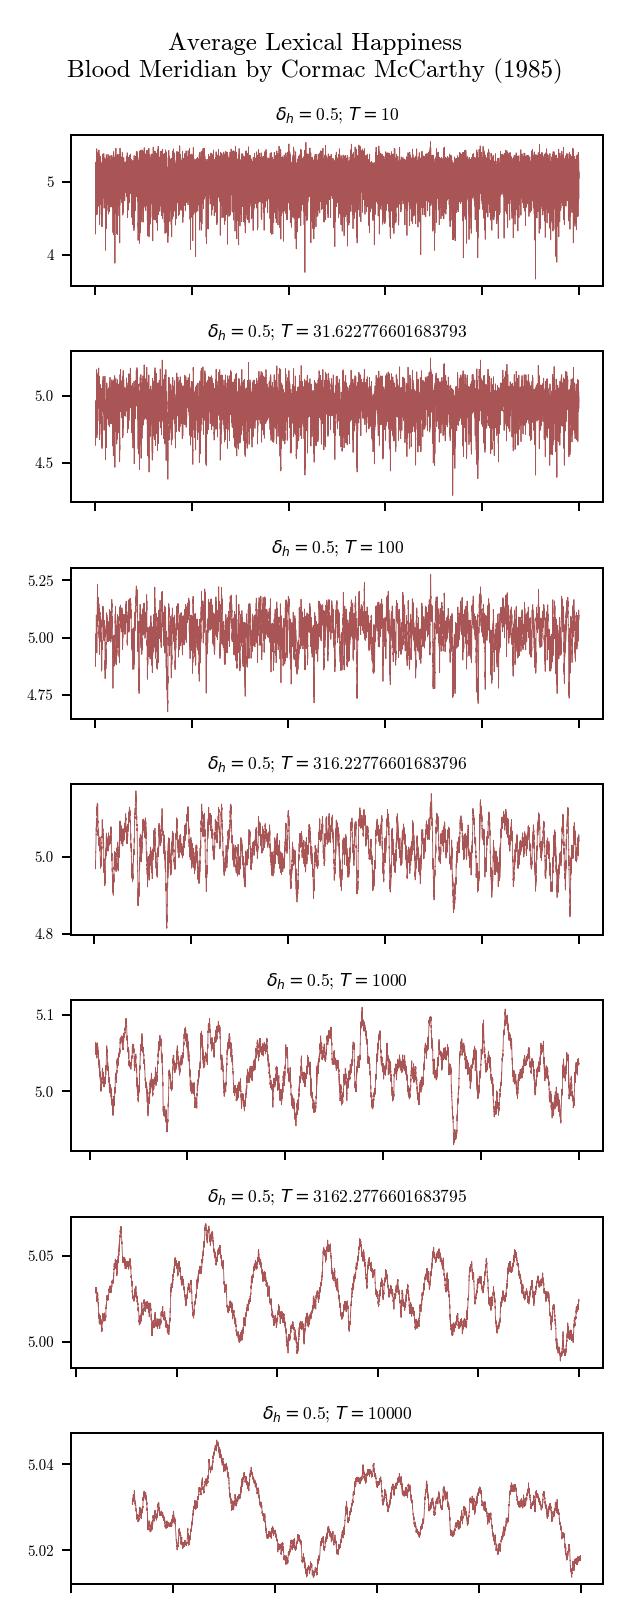 Average Lexical Happiness
Blood Meridian by Cormac McCarthy (1985)
δₕ = 0.5; T = 10
5
4
δₕ = 0.5; T = 31.622776601683793
5.0
4.5
δₕ = 0.5; T = 100
5.25
5.00
4.75
δₕ = 0.5; T = 316.22776601683796
5.0
4.8
δₕ = 0.5; T = 1000
5.1
5.0
δₕ = 0.5; T = 3162.2776601683795
5.05
5.00
δₕ = 0.5; T = 10000
5.04
5.02